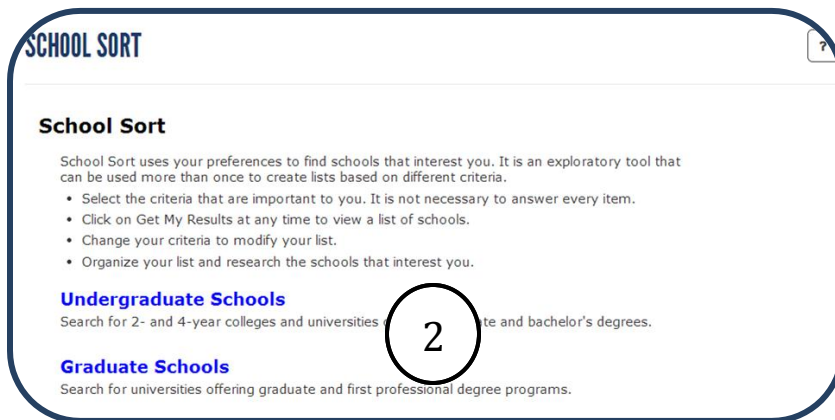 SCHOOL SORT
?
School Sort
School Sort uses your preferences to find schools that interest you. It is an exploratory tool that
can be used more than once to create lists based on different criteria.
• Select the criteria that are important to you. It is not necessary to answer every item.
• Click on Get My Results at any time to view a list of schools.
• Change your criteria to modify your list.
• Organize your list and research the schools that interest you.
Undergraduate Schools
Search for 2- and 4-year colleges and universities and bachelor's degrees.
2
Graduate Schools
Search for universities offering graduate and first professional degree programs.